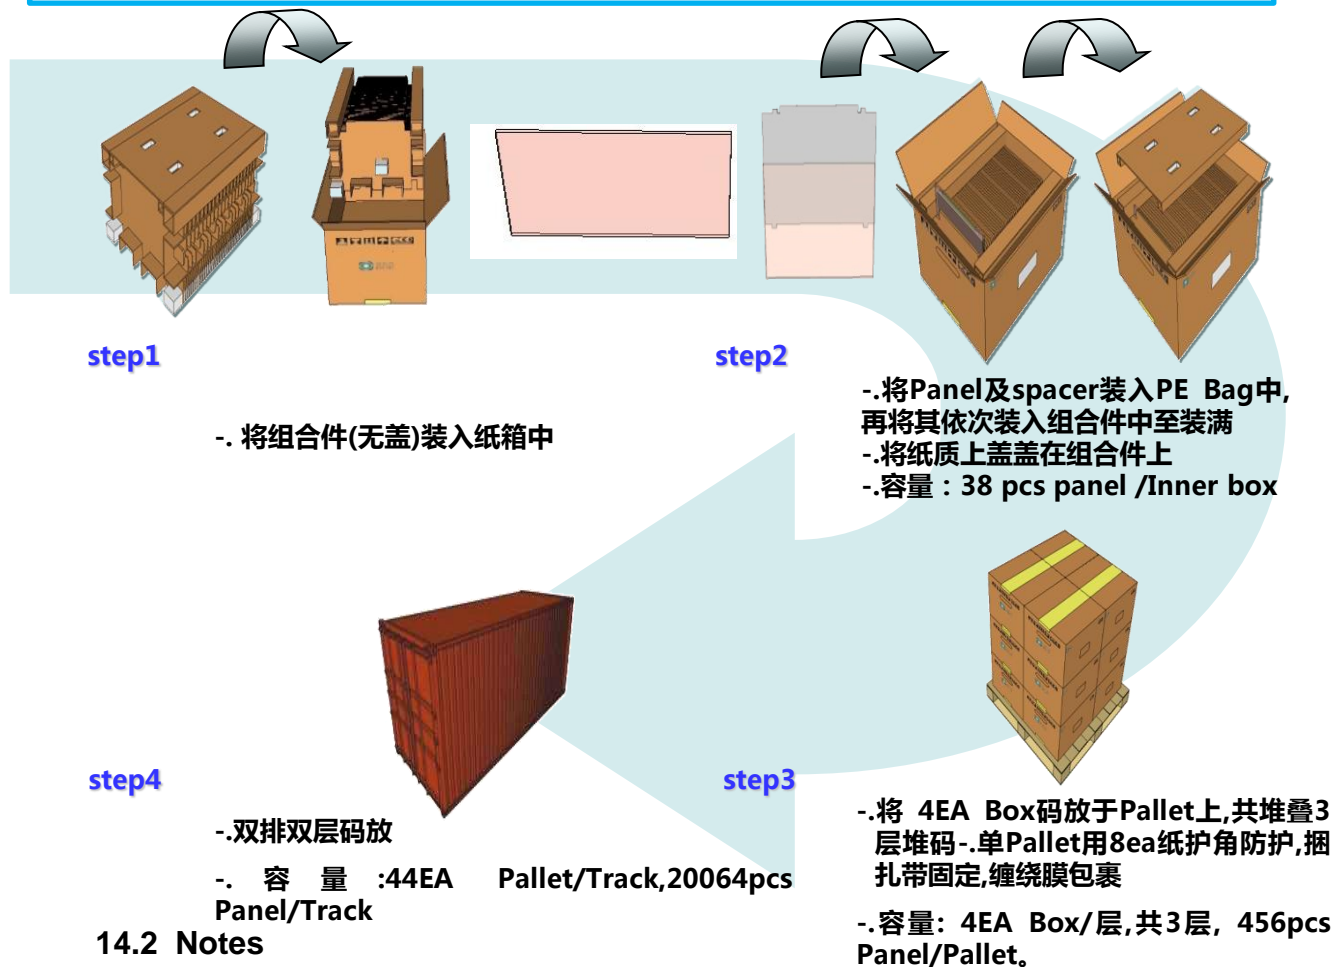 step1
-. 将组合件(无盖)装入纸箱中
step2
-.将Panel及spacer装入PE Bag中,
再将其依次装入组合件中至装满
-.将纸质上盖盖在组合件上
-.容量：38 pcs panel /Inner box
step3
-.将 4EA Box码放于Pallet上,共堆叠3
层堆码-.单Pallet用8ea纸护角防护,捆
扎带固定,缠绕膜包裹
-.容量: 4EA Box/层,共3层, 456pcs
Panel/Pallet。
step4
-.双排双层码放
-. 容 量 :44EA Pallet/Track,20064pcs
Panel/Track
14.2 Notes